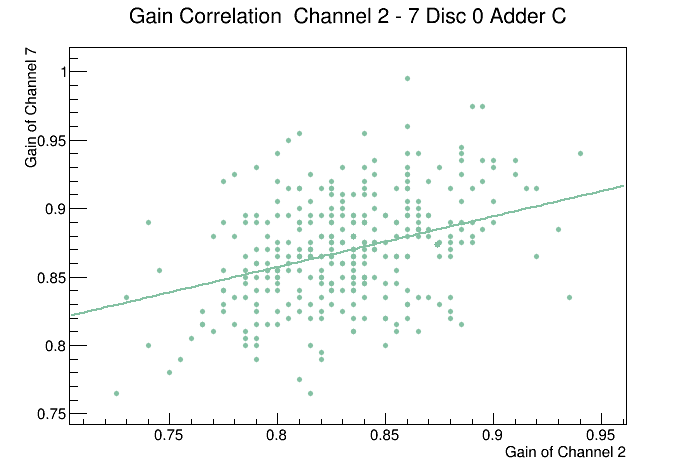 Gain Correlation  Channel 2 - 7 Disc 0 Adder C
Gain of Channel 7
1
0.95
0.9
0.85
0.8
0.75
0.75 0.8 0.85 0.9 0.95
Gain of Channel 2